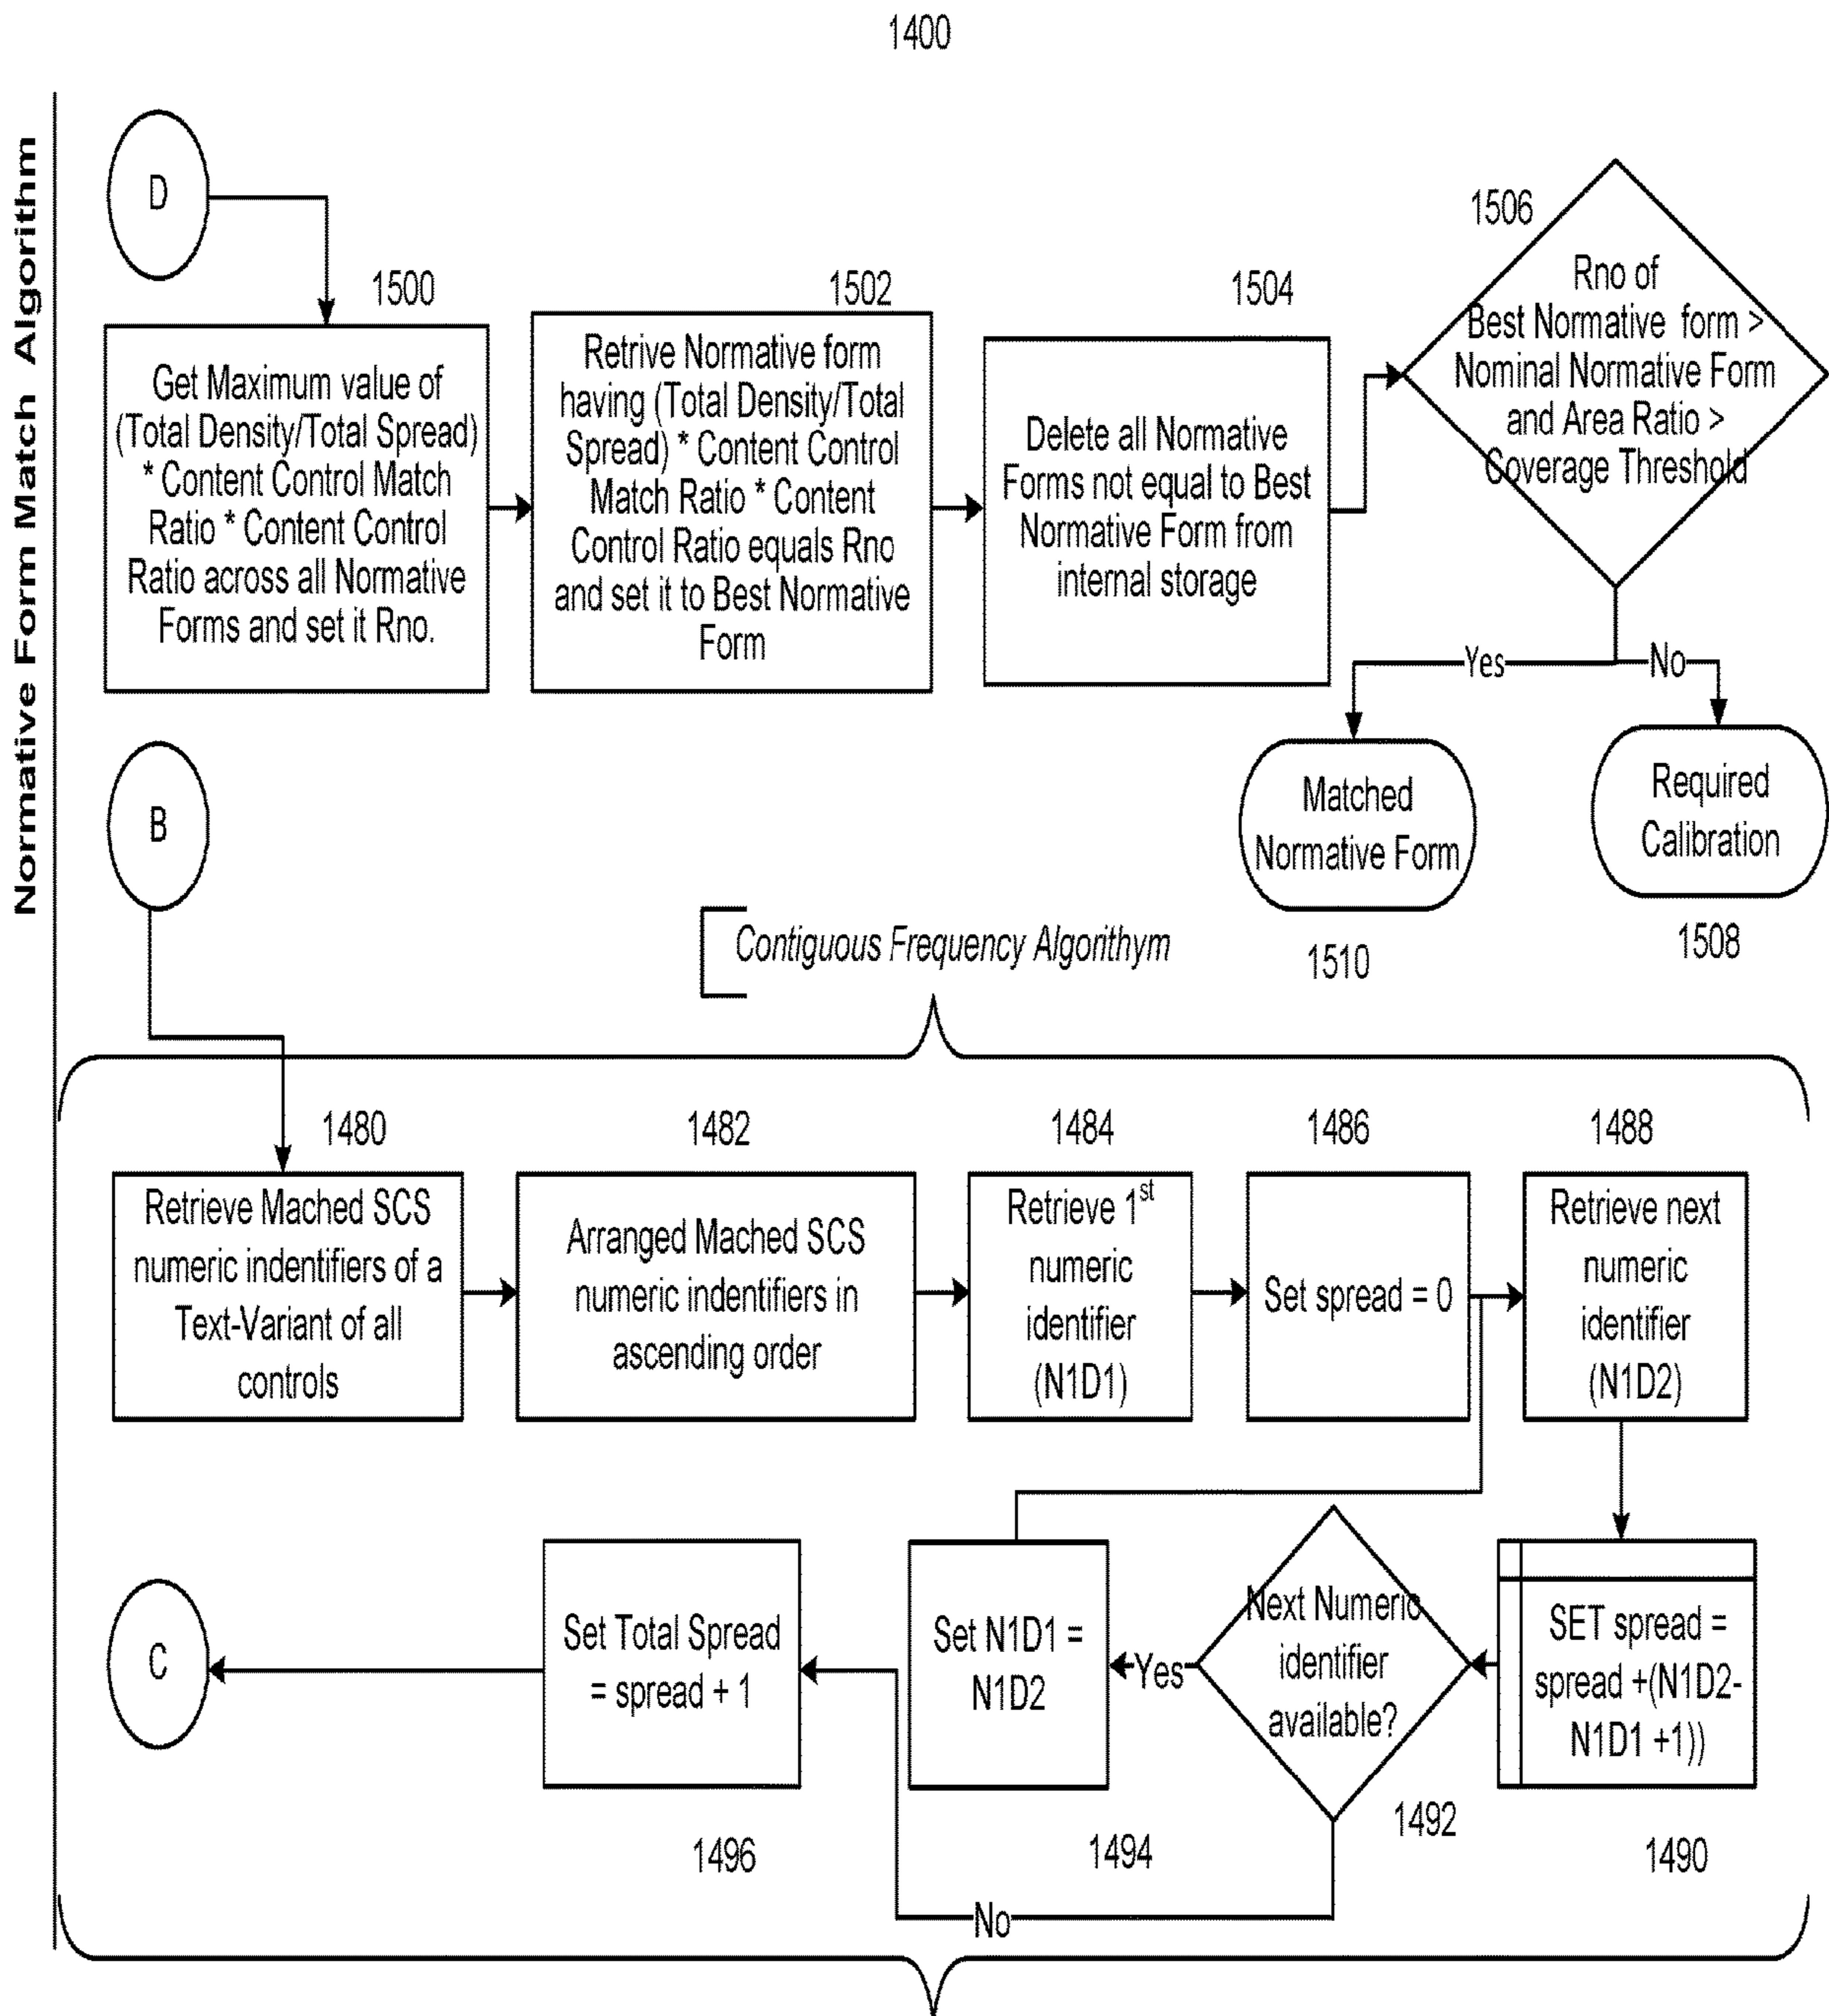 1400
Normative Form Match Algorithm
D
1500
Get Maximum value of
(Total Density/Total Spread)
* Content Control Match
Ratio * Content Control
Ratio across all Normative
Forms and set it Rno.
1502
Retrive Normative form
having (Total Density/Total
Spread) * Content Control
Match Ratio * Content
Control Ratio equals Rno
and set it to Best Normative
Form
1504
Delete all Normative
Forms not equal to Best
Normative Form from
internal storage
1506
Rno of
Best Normative form >
Nominal Normative Form
and Area Ratio >
Coverage Threshold
Yes
No
Matched
Normative Form
1510
Required
Calibration
1508
B
Contiguous Frequency Algorithym
1480
Retrieve Mached SCS
numeric indentifiers of a
Text-Variant of all
controls
1482
Arranged Mached SCS
numeric indentifiers in
ascending order
1484
Retrieve 1st
numeric
identifier
(N1D1)
1486
Set spread = 0
1488
Retrieve next
numeric
identifier
(N1D2)
SET spread =
spread +(N1D2-
N1D1 +1))
1490
Next Numeric
identifier
available?
1492
Yes
Set N1D1 =
N1D2
1494
No
Set Total Spread
= spread + 1
1496
C